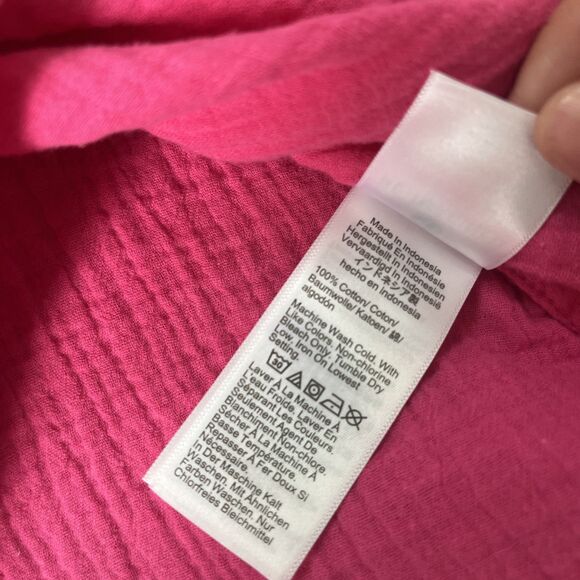 Made In Indonesia
Fabriqué En Indonésie
Hergestellt In Indonesien
Vervaardigd In Indonesië
インドネシア製
hecho en Indonesia
100% Cotton/ Coton/
Baumwolle/ Katoen/ 綿/
algodón
Machine Wash Cold. With
Like Colors. Non-chlorine
Bleach Only. Tumble Dry
Low, Iron On Lowest
Setting.
30
Laver À La Machine À
L'eau Froide. Laver En
Séparant Les Couleurs.
Seulement Agent De
Blanchiment Non-chlore.
Sécher À La Machine À
Basse Température.
Repasser À Fer Doux Si
Nécessaire.
In Der Maschine Kalt
Waschen. Mit Ähnlichen
Farben Waschen. Nur
Chlorfreies Bleichmittel